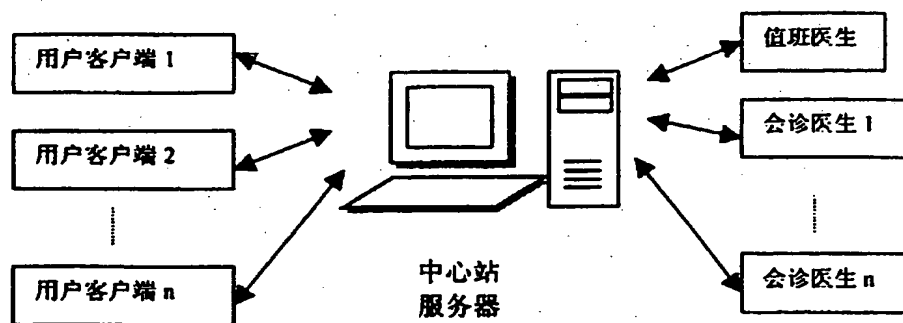 用户客户端 1
用户客户端 2
用户客户端 n
中心站
服务器
值班医生
会诊医生 1
会诊医生 n